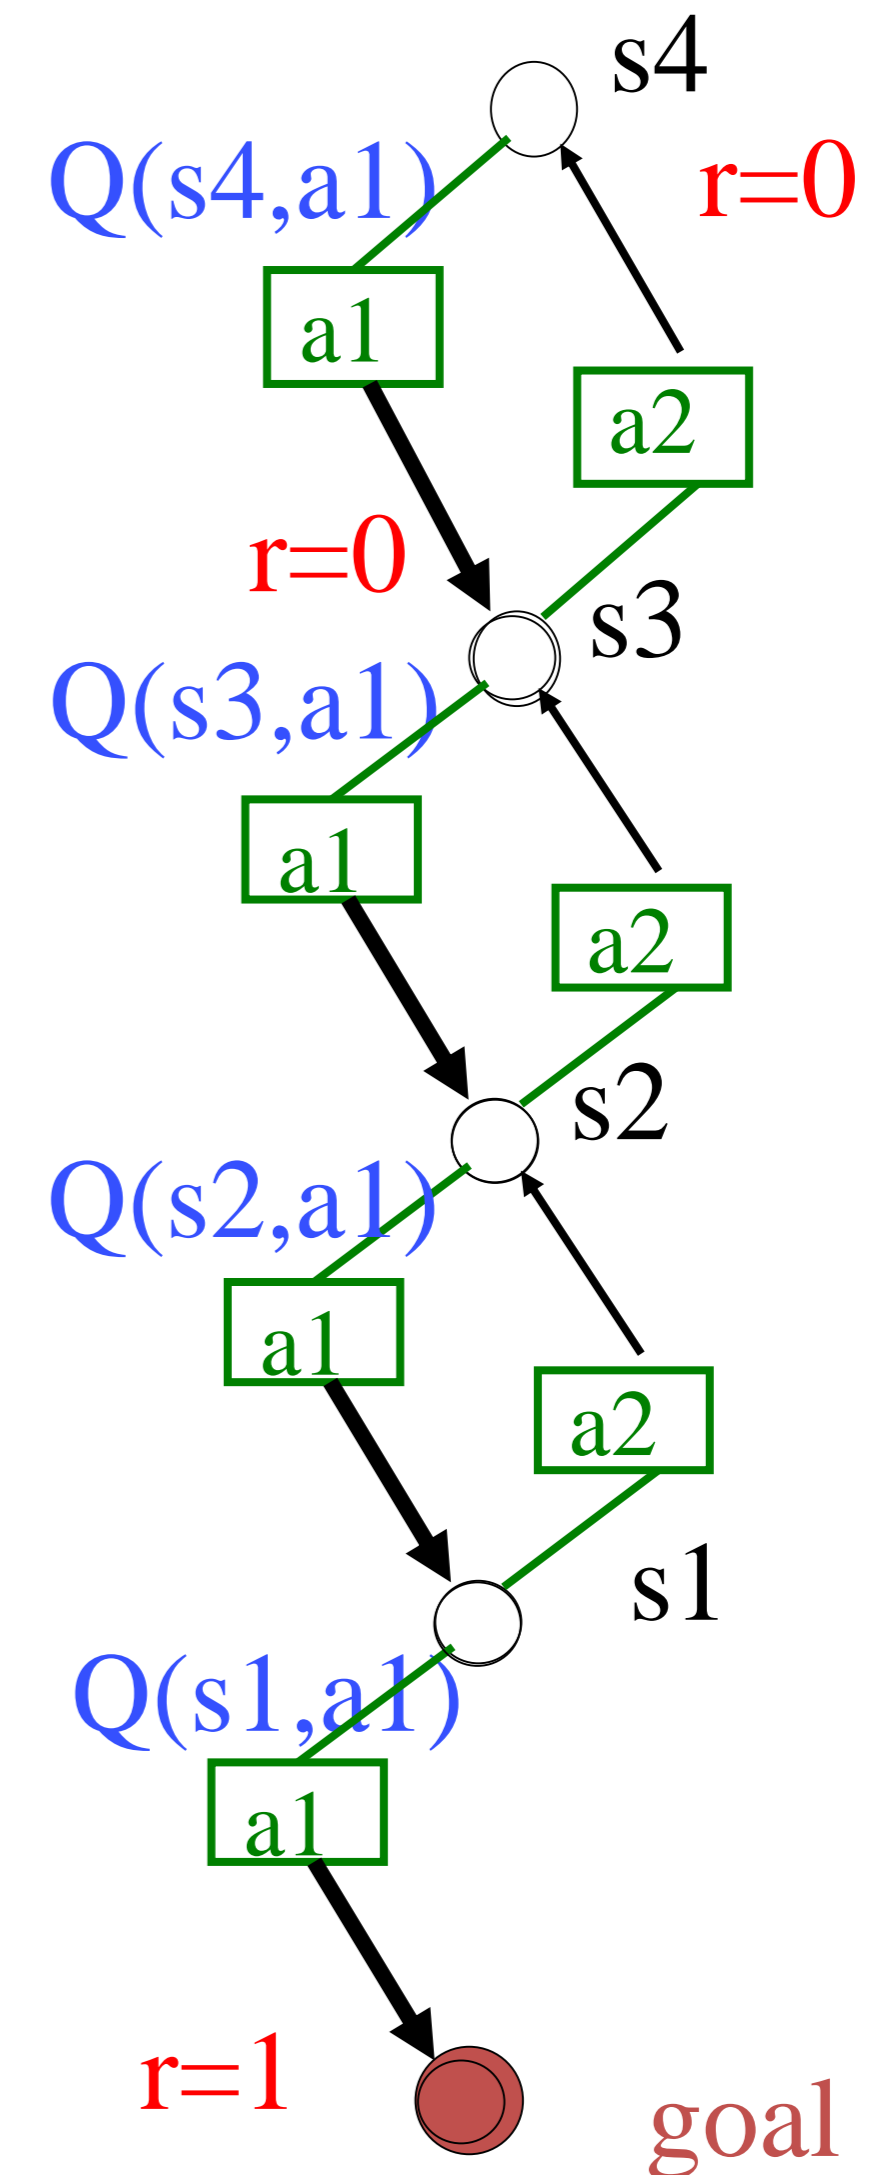 s4
Q(s4,a1)
r=0
a1
a2
r=0
s3
Q(s3,a1)
a1
a2
s2
Q(s2,a1)
a1
a2
s1
Q(s1,a1)
a1
r=1
goal